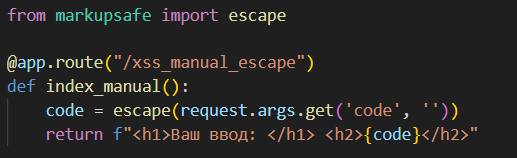 from markupsafe import escape
@app.route("/xss_manual_escape")
def index_manual():
    code = escape(request.args.get('code', ''))
    return f"<h1>Ваш ввод: </h1> <h2>{code}</h2>"